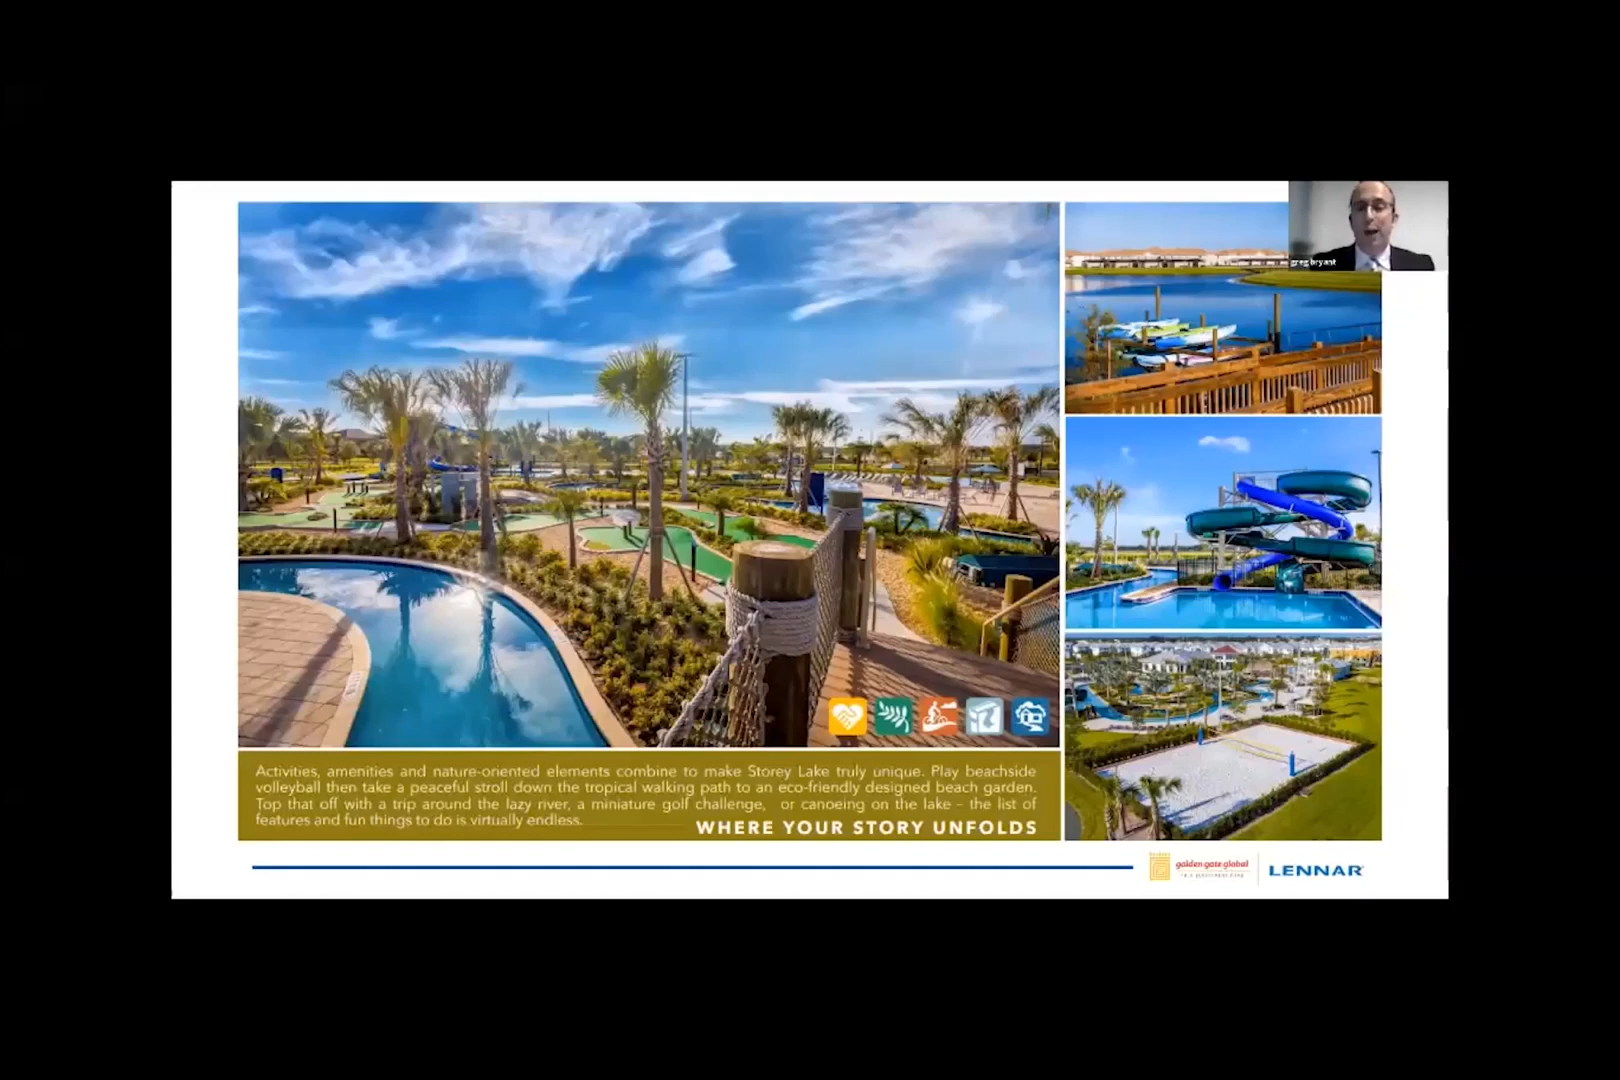 greg bryant
Activities, amenities and nature-oriented elements combine to make Storey Lake truly unique. Play beachside
volleyball then take a peaceful stroll down the tropical walking path to an eco-friendly designed beach garden.
Top that off with a trip around the lazy river, a miniature golf challenge, or canoeing on the lake – the list of
features and fun things to do is virtually endless.
WHERE YOUR STORY UNFOLDS
golden gate global
LENNAR